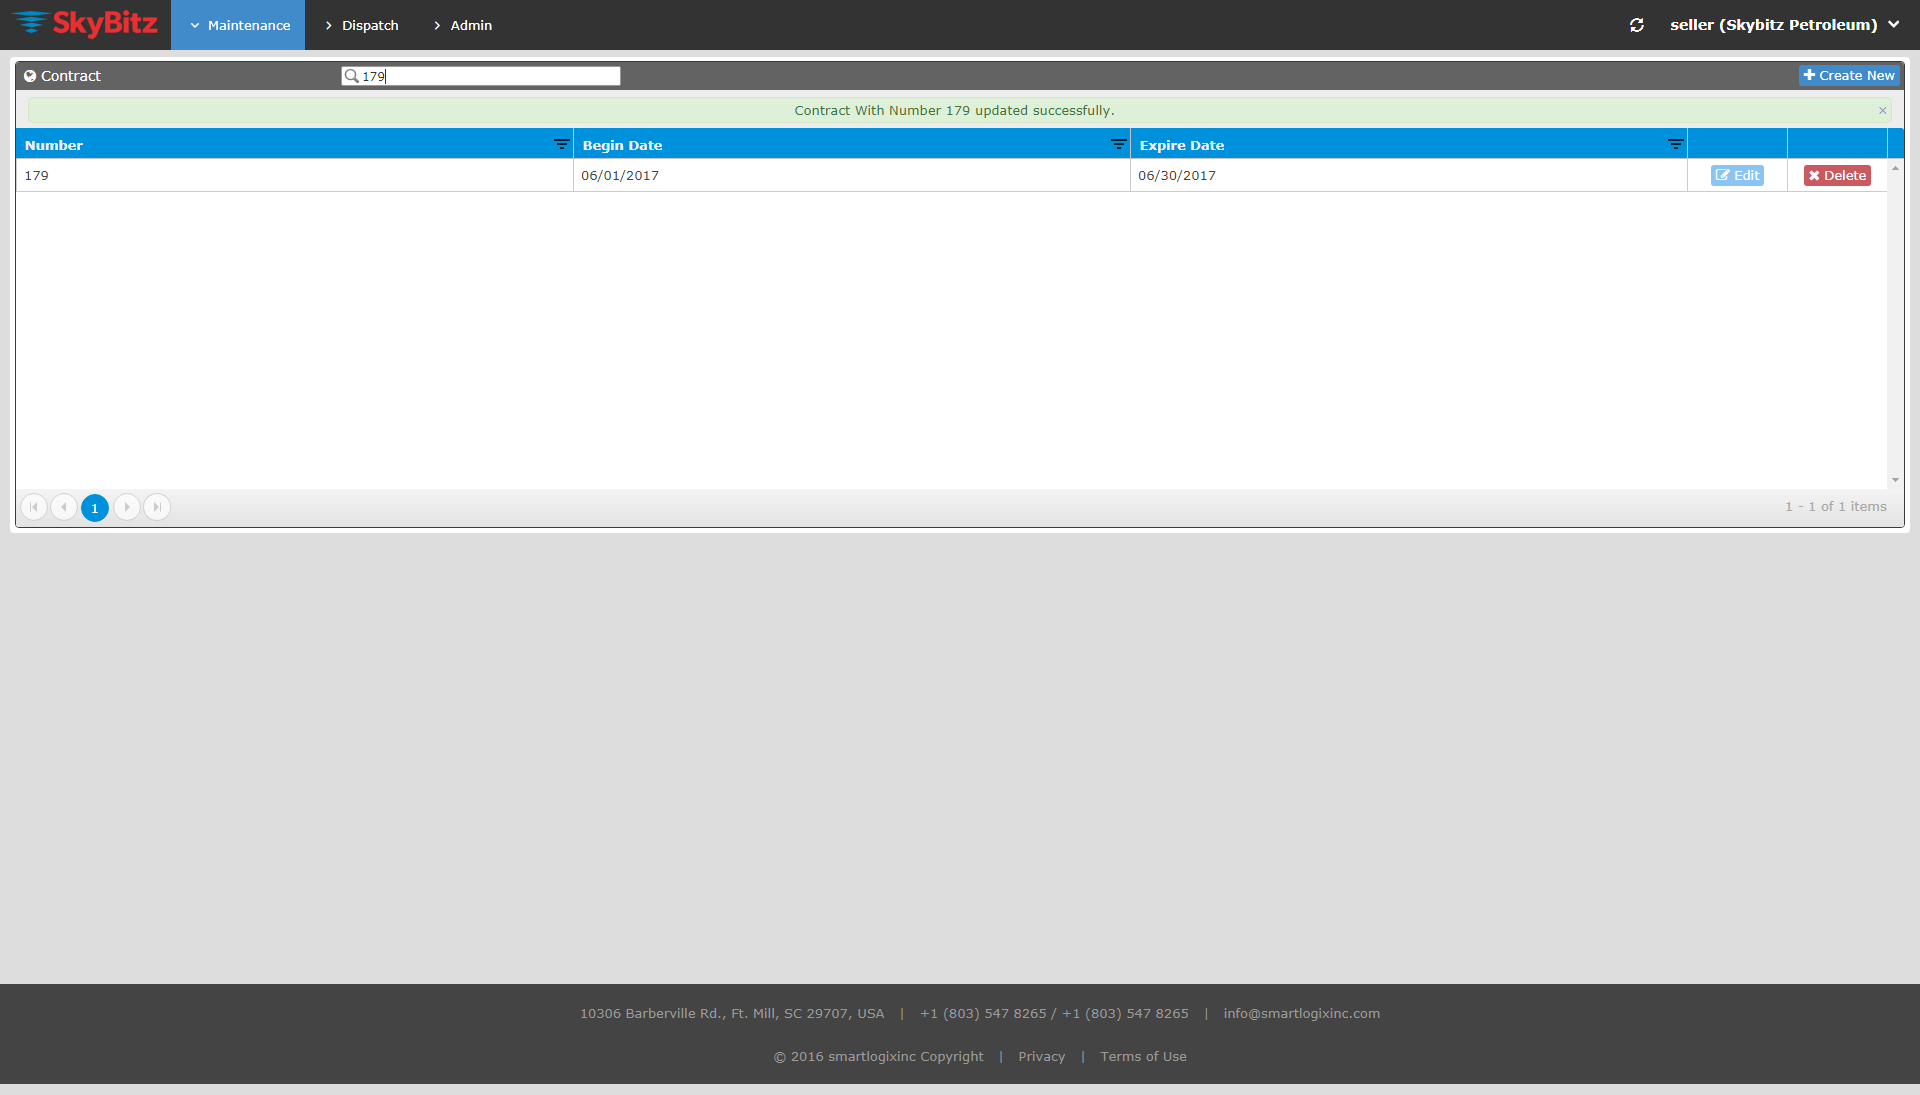 SkyBitz Maintenance Dispatch Admin seller (Skybitz Petroleum)
Contract 179 Create New
Contract With Number 179 updated successfully. ×
Number Begin Date Expire Date
179 06/01/2017 06/30/2017 Edit Delete
1 1 - 1 of 1 items
10306 Barberville Rd., Ft. Mill, SC 29707, USA | +1 (803) 547 8265 / +1 (803) 547 8265 | info@smartlogixinc.com
© 2016 smartlogixinc Copyright | Privacy | Terms of Use